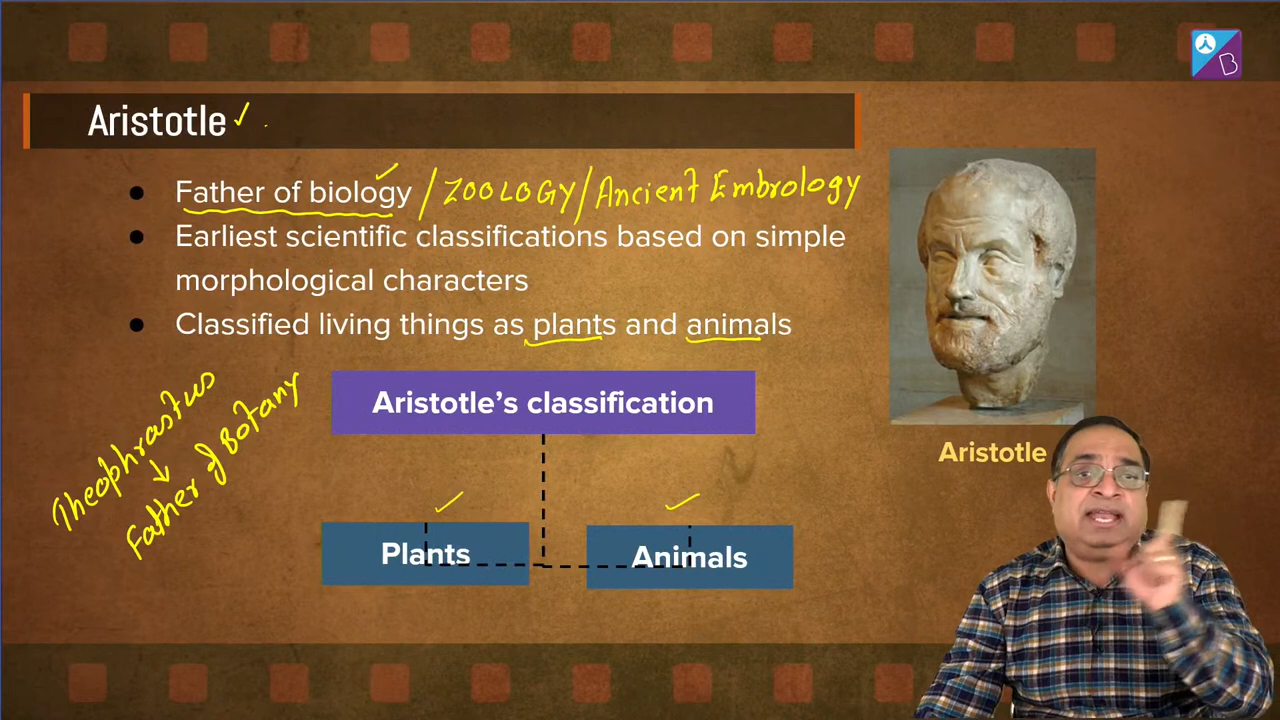 Aristotle
Father of biology / ZOOLOGY / Ancient Embrology
Earliest scientific classifications based on simple
morphological characters
Classified living things as plants and animals
Theophrastus
Father of Botany
Aristotle's classification
Plants
Animals
Aristotle
B